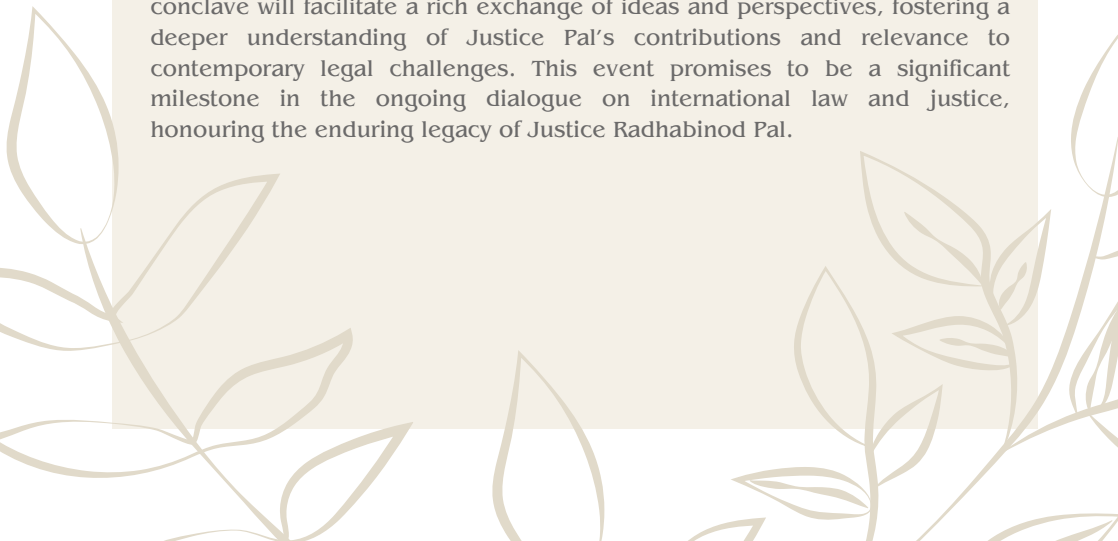 conclave will facilitate a rich exchange of ideas and perspectives, fostering a
deeper understanding of Justice Pal's contributions and relevance to
contemporary legal challenges. This event promises to be a significant
milestone in the ongoing dialogue on international law and justice,
honouring the enduring legacy of Justice Radhabinod Pal.